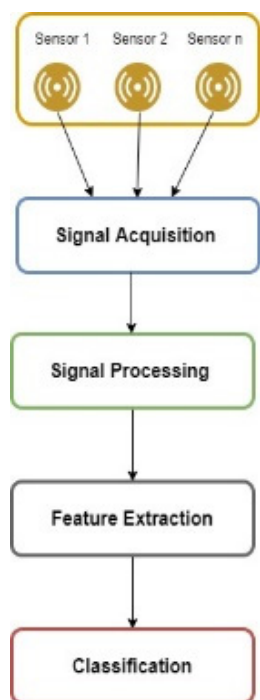 Sensor 1 Sensor 2 Sensor n
Signal Acquisition
Signal Processing
Feature Extraction
Classification